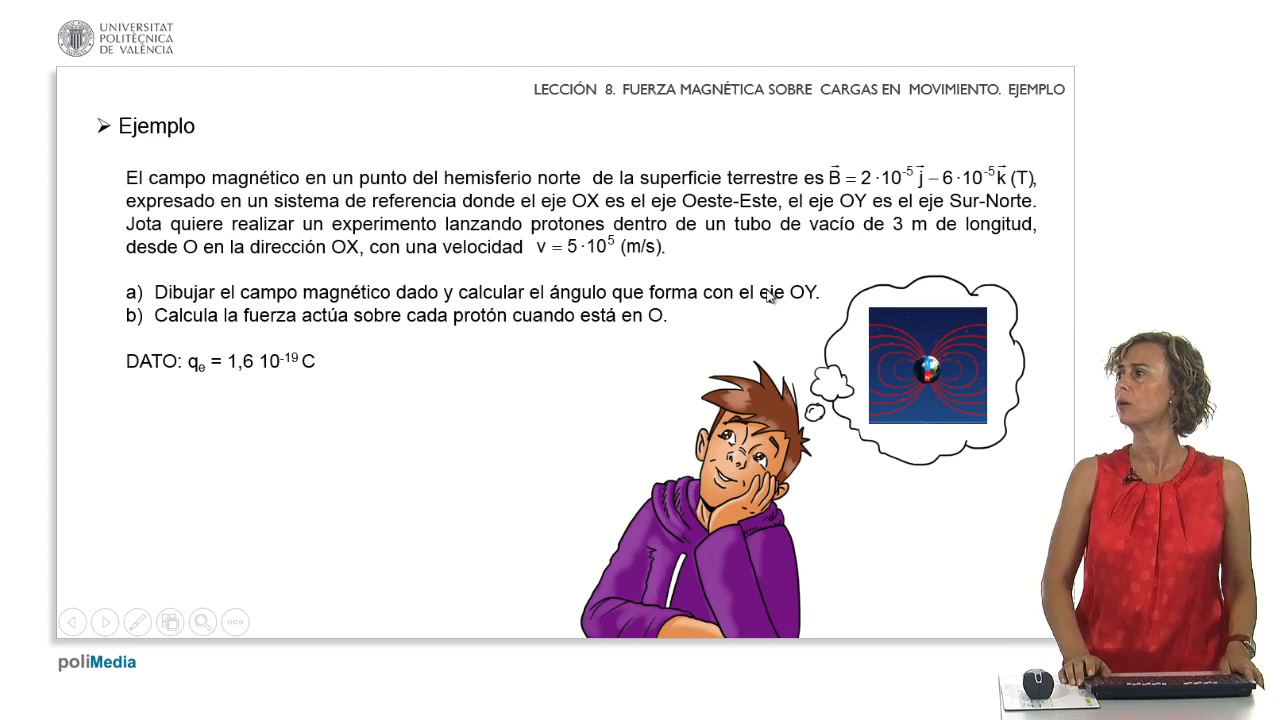 UNIVERSITAT
POLITÈCNICA
DE VALÈNCIA
LECCIÓN 8. FUERZA MAGNÉTICA SOBRE CARGAS EN MOVIMIENTO. EJEMPLO
➢ Ejemplo
El campo magnético en un punto del hemisferio norte de la superficie terrestre es B⃗ = 2 ·10⁻⁵ j⃗ − 6 ·10⁻⁵ k⃗ (T),
expresado en un sistema de referencia donde el eje OX es el eje Oeste-Este, el eje OY es el eje Sur-Norte.
Jota quiere realizar un experimento lanzando protones dentro de un tubo de vacío de 3 m de longitud,
desde O en la dirección OX, con una velocidad v = 5 ·10⁵ (m/s).
a) Dibujar el campo magnético dado y calcular el ángulo que forma con el eje OY.
b) Calcula la fuerza actúa sobre cada protón cuando está en O.
DATO: qₑ = 1,6 10⁻¹⁹ C
poliMedia